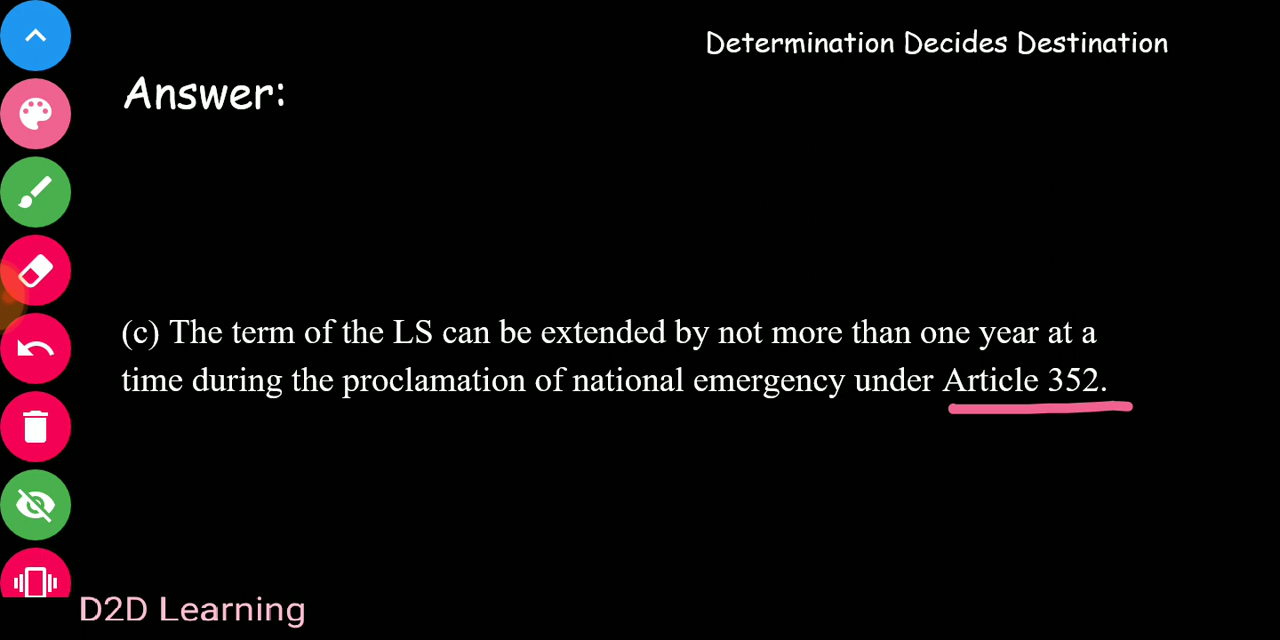 Determination Decides Destination
Answer:
(c) The term of the LS can be extended by not more than one year at a
time during the proclamation of national emergency under Article 352.
D2D Learning